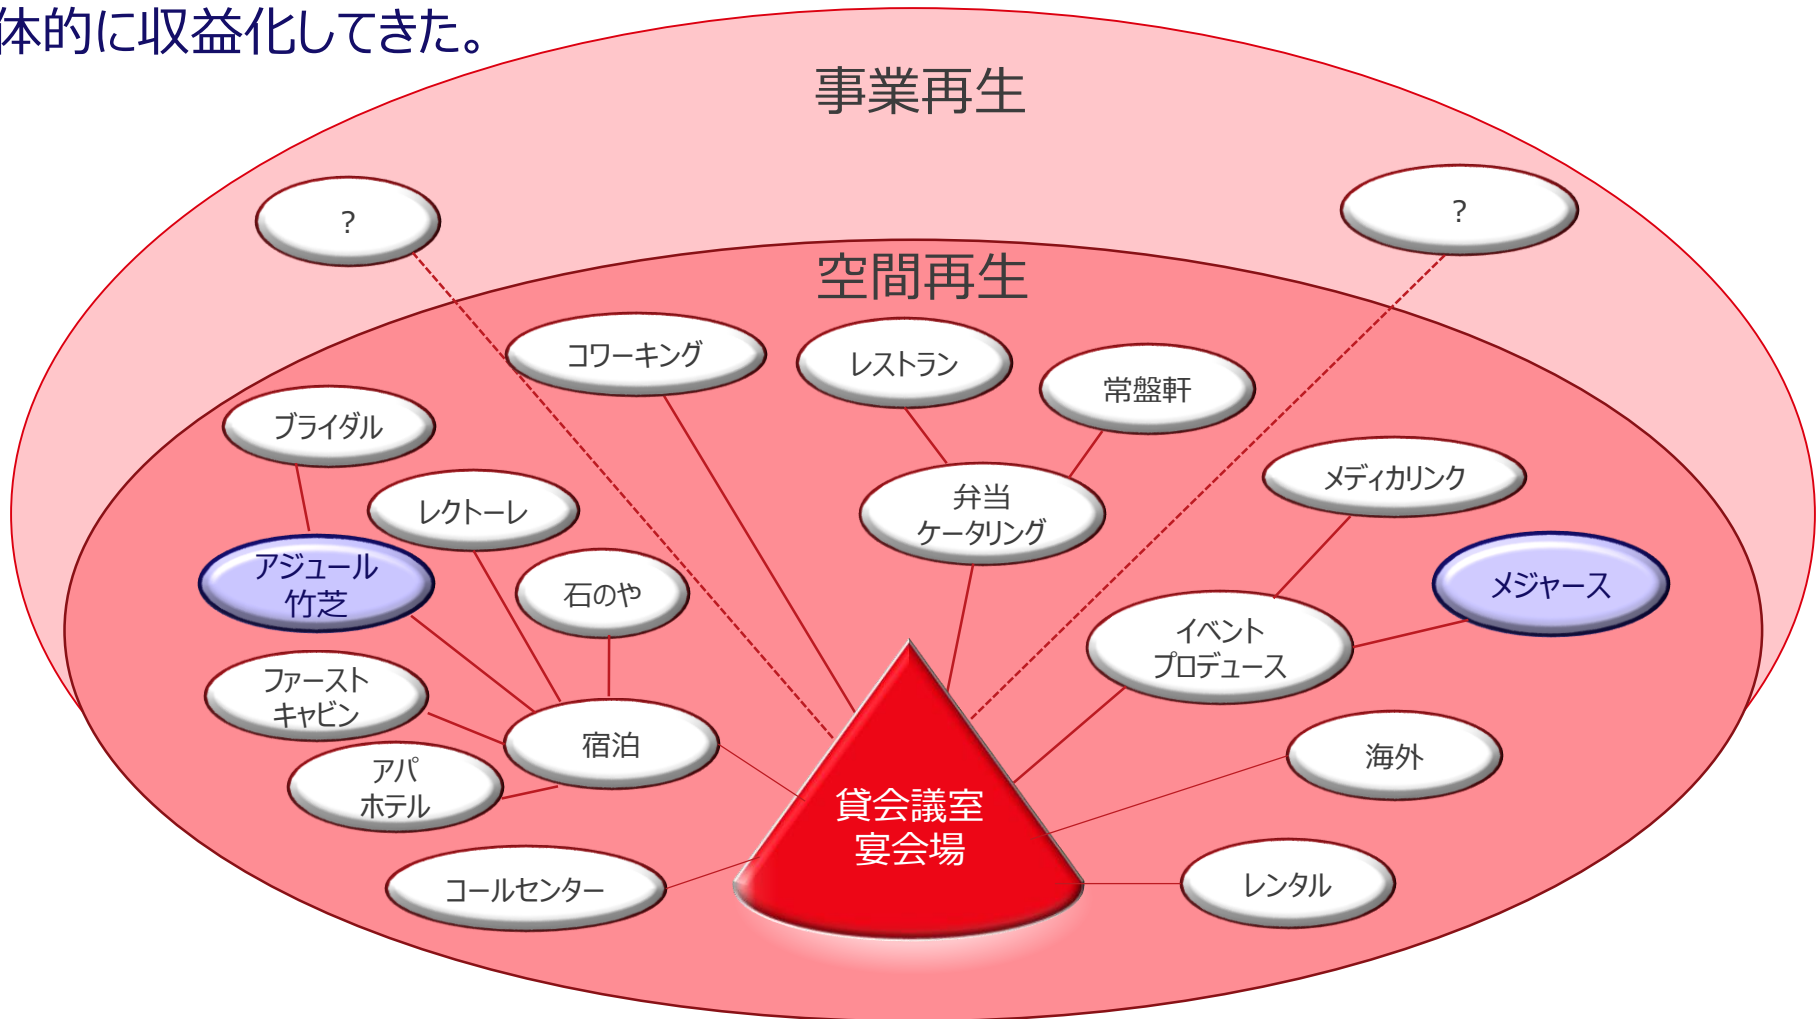 体的に収益化してきた。
事業再生
?
?
空間再生
コワーキング
レストラン
常盤軒
ブライダル
レクトーレ
弁当
ケータリング
メディカリンク
アジュール
竹芝
石のや
メジャース
イベント
プロデュース
ファースト
キャビン
宿泊
海外
アパ
ホテル
貸会議室
宴会場
コールセンター
レンタル